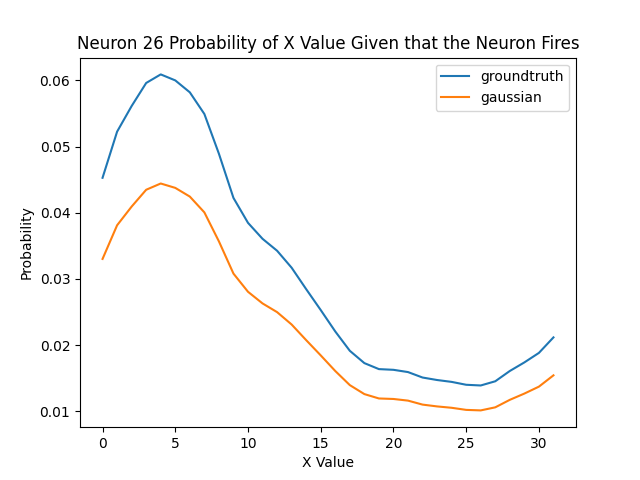 Neuron 26 Probability of X Value Given that the Neuron Fires
groundtruth
gaussian
Probability
0.06
0.05
0.04
0.03
0.02
0.01
0 5 10 15 20 25 30
X Value